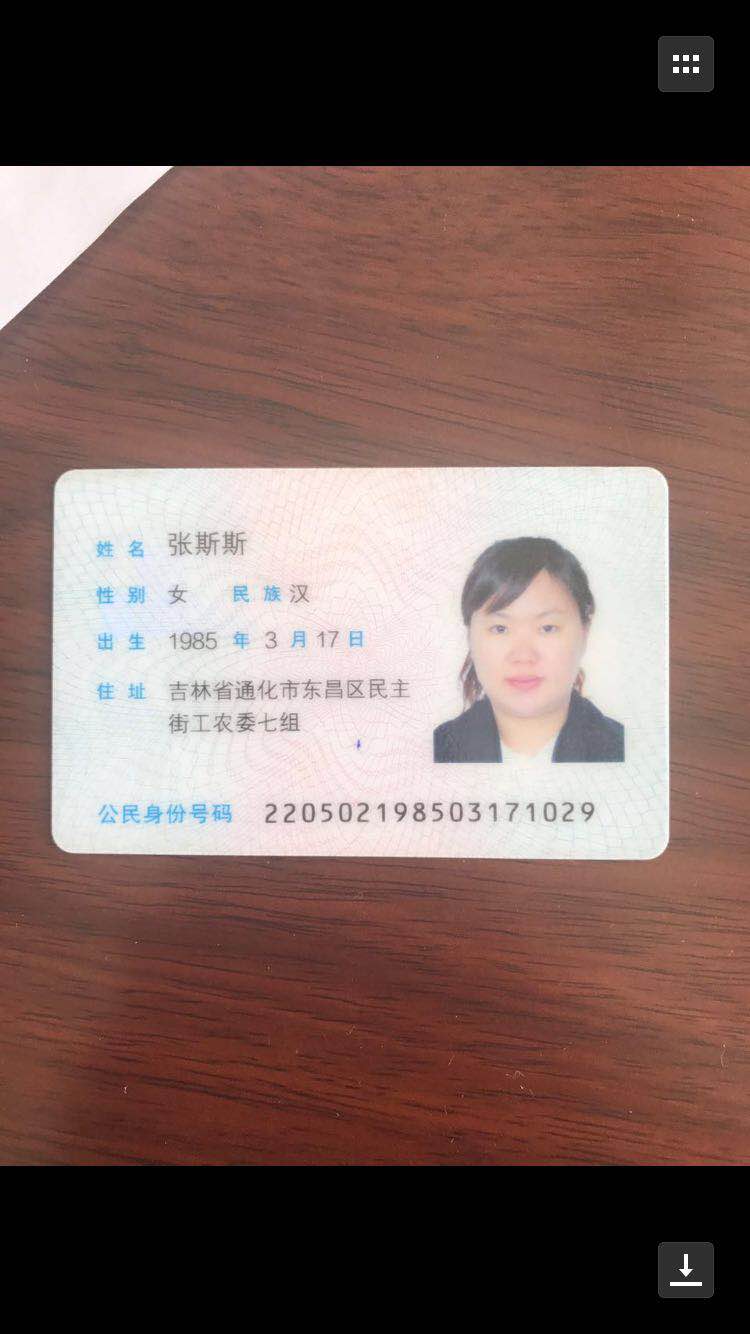 姓名 张斯斯
性别 女 民族 汉
出生 1985 年 3 月 17 日
住址 吉林省通化市东昌区民主
街工农委七组
公民身份号码 220502198503171029